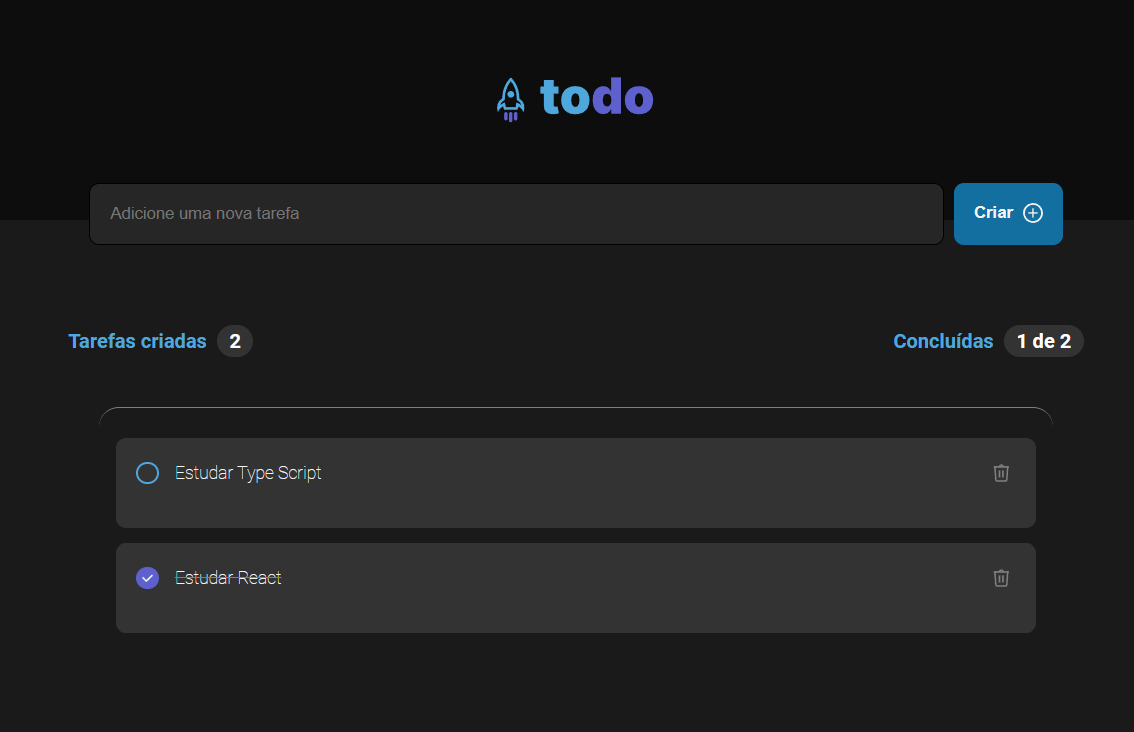 todo
Adicione uma nova tarefa
Criar
Tarefas criadas 2
Concluídas 1 de 2
Estudar Type Script
Estudar React